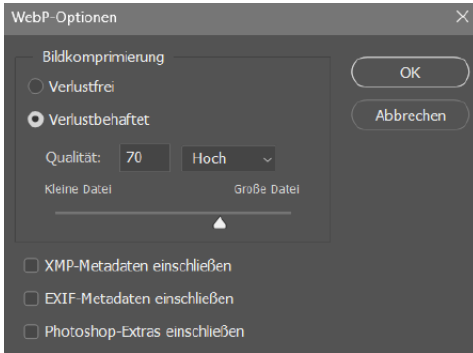 WebP-Optionen
Bildkomprimierung
Verlustfrei
Verlustbehaftet
Qualität: 70 Hoch
Kleine Datei Große Datei
XMP-Metadaten einschließen
EXIF-Metadaten einschließen
Photoshop-Extras einschließen
OK
Abbrechen